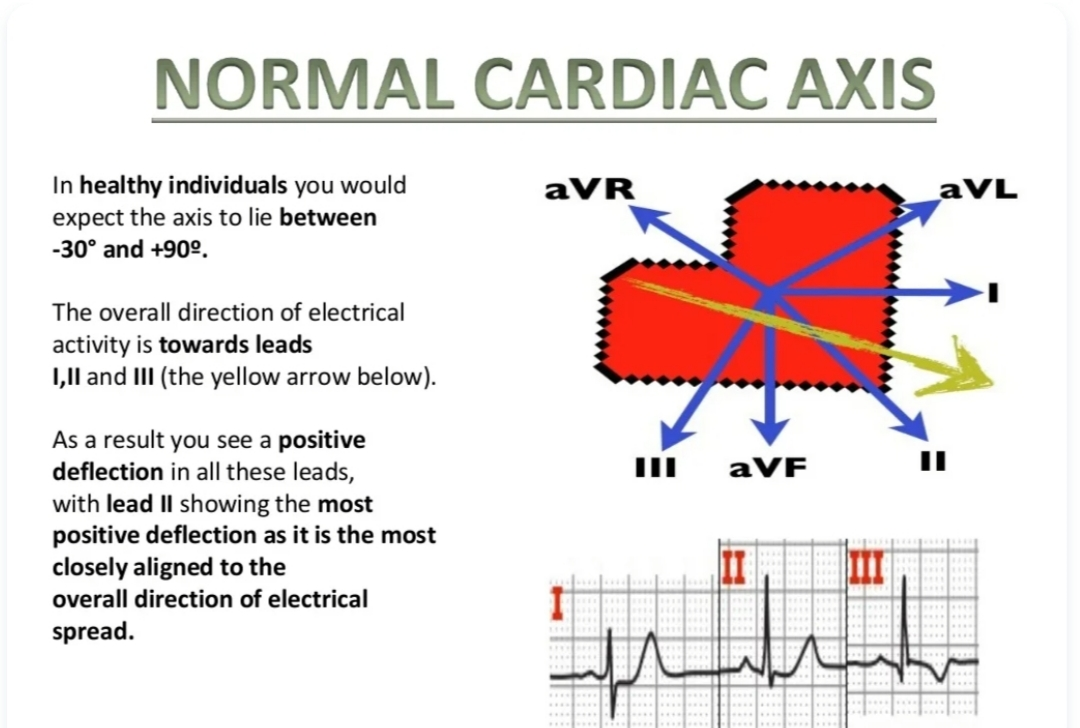 NORMAL CARDIAC AXIS
In healthy individuals you would
expect the axis to lie between
-30° and +90º.
The overall direction of electrical
activity is towards leads
I,II and III (the yellow arrow below).
As a result you see a positive
deflection in all these leads,
with lead II showing the most
positive deflection as it is the most
closely aligned to the
overall direction of electrical
spread.
aVR
aVL
I
III
aVF
II
I
II
III